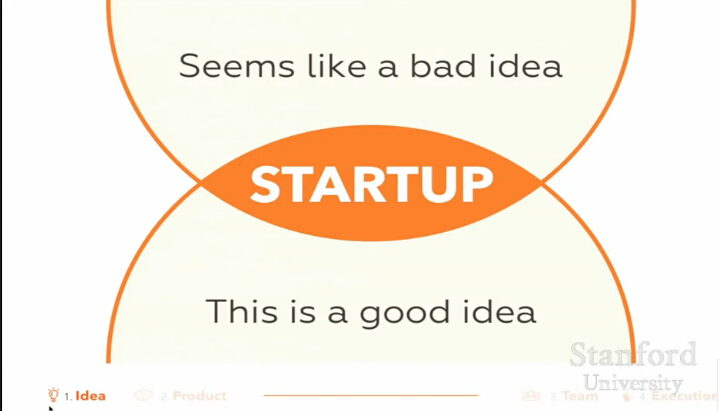 Seems like a bad idea
STARTUP
This is a good idea
Stanford
University
1. Idea 2. Product 3. Team 4. Execution